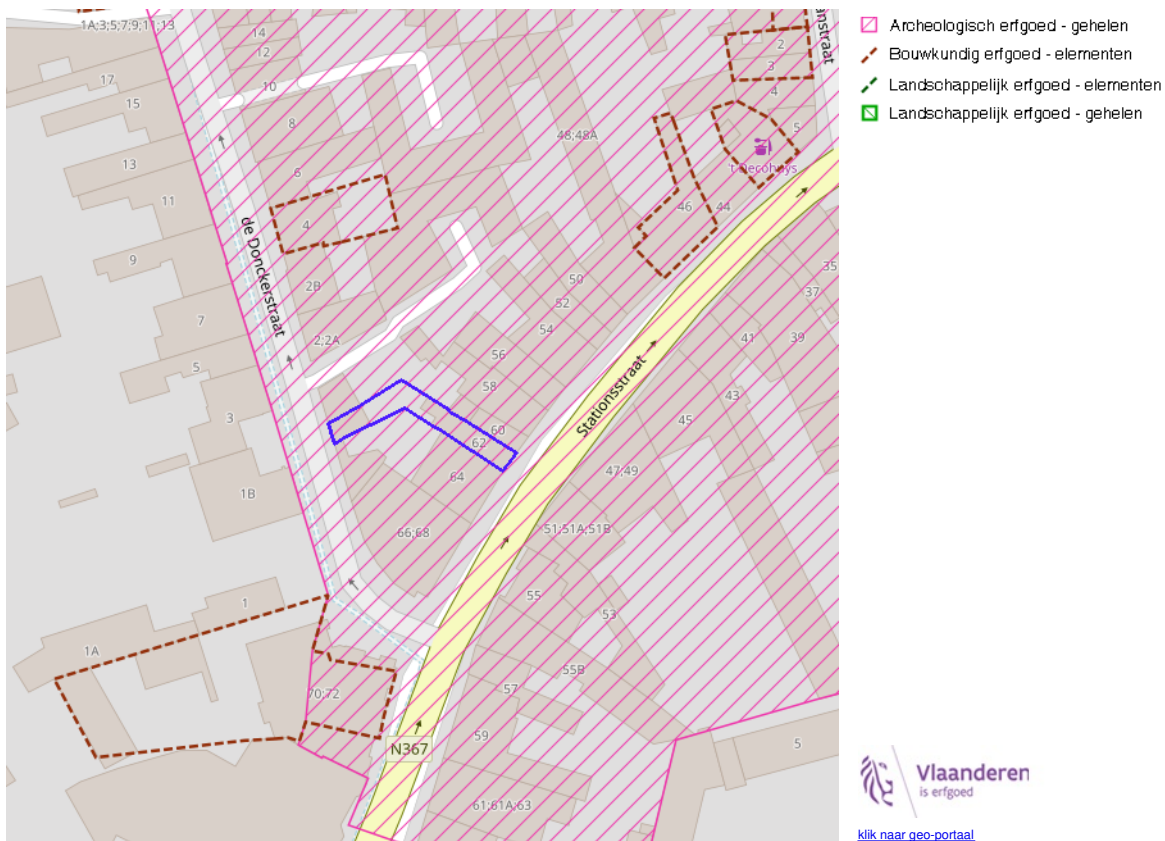 1A;3;5;7;9;11;13
14
12
17
10
15
8
13
6
11
4
9
2B
7
2;2A
5
3
1B
de Donckerstraat
2
3
4
5
48;48A
't Decohuys
46
44
50
52
54
56
58
60
62
64
66;68
35
37
39
41
43
45
47;49
Stationsstraat
51;51A;51B
55
53
55B
57
59
61;61A;63
5
1
1A
70;72
N367
Archeologisch erfgoed - gehelen
Bouwkundig erfgoed - elementen
Landschappelijk erfgoed - elementen
Landschappelijk erfgoed - gehelen
Vlaanderen
is erfgoed
klik naar geo-portaal